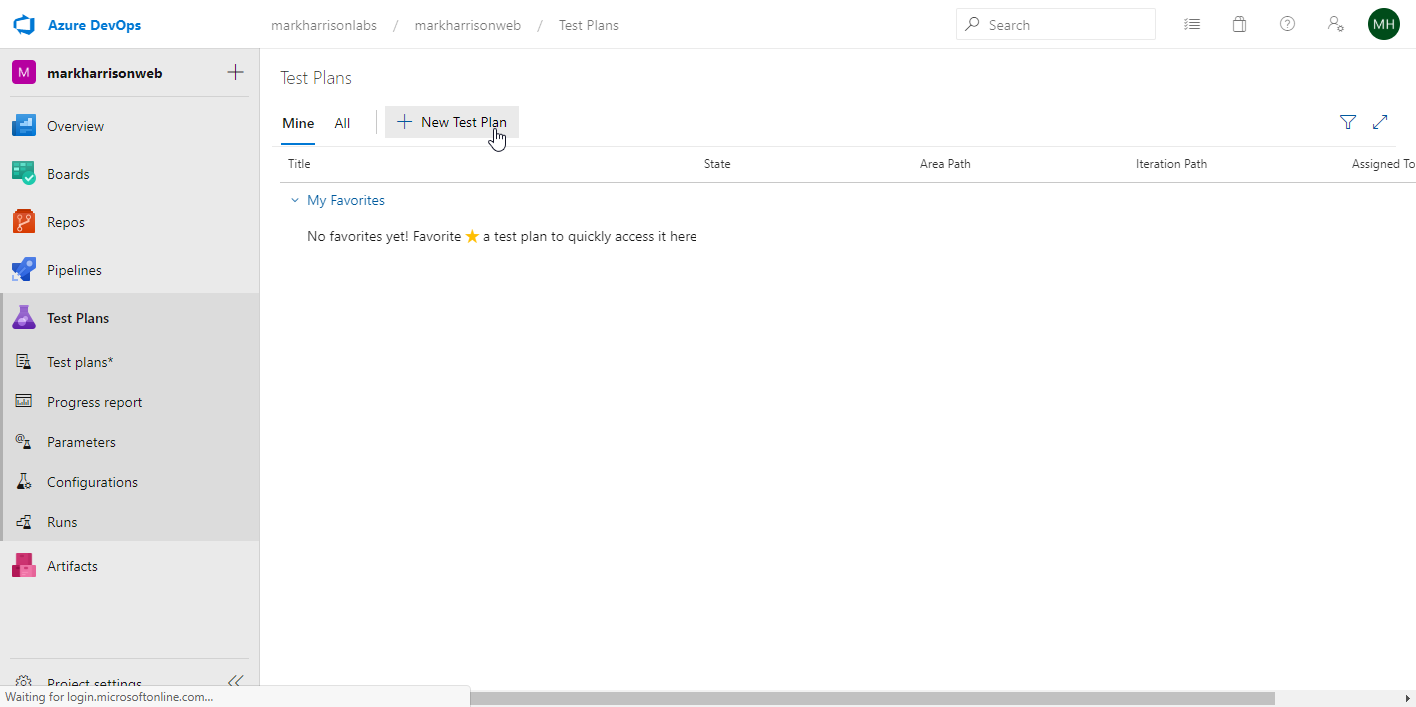 Azure DevOps
markharrisonlabs / markharrisonweb / Test Plans
Search
MH
M markharrisonweb
Overview
Boards
Repos
Pipelines
Test Plans
Test plans*
Progress report
Parameters
Configurations
Runs
Artifacts
Project settings
Waiting for login.microsoftonline.com...
Test Plans
Mine All New Test Plan
Title State Area Path Iteration Path Assigned To
My Favorites
No favorites yet! Favorite a test plan to quickly access it here